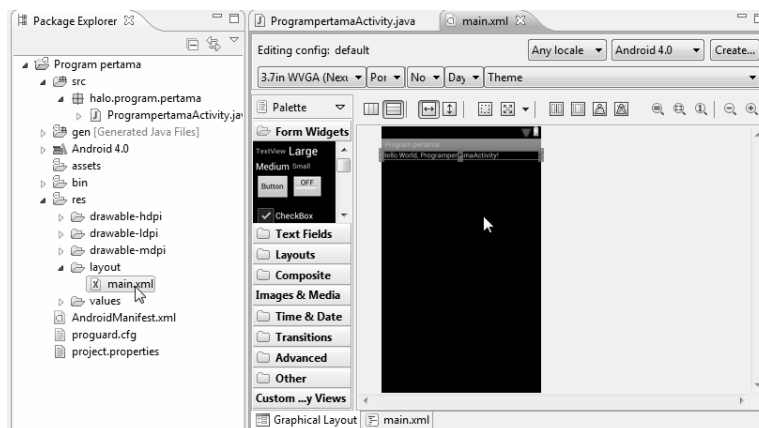 Package Explorer
Program pertama
src
halo.program.pertama
ProgrampertamaActivity.jav
gen [Generated Java Files]
Android 4.0
assets
bin
res
drawable-hdpi
drawable-ldpi
drawable-mdpi
layout
main.xml
values
AndroidManifest.xml
proguard.cfg
project.properties
ProgrampertamaActivity.java
main.xml
Editing config: default
Any locale
Android 4.0
Create...
3.7in WVGA (Nexu
Por
No
Day
Theme
Palette
Form Widgets
TextView Large
Medium Small
Button
OFF
CheckBox
Text Fields
Layouts
Composite
Images & Media
Time & Date
Transitions
Advanced
Other
Custom ...y Views
Program pertama
Hello World, ProgrampertamaActivity!
Graphical Layout
main.xml